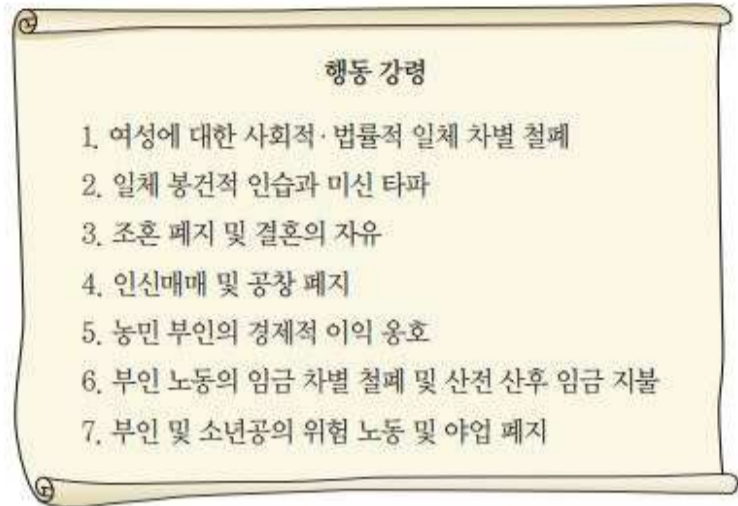 행동 강령
1. 여성에 대한 사회적·법률적 일체 차별 철폐
2. 일체 봉건적 인습과 미신 타파
3. 조혼 폐지 및 결혼의 자유
4. 인신매매 및 공창 폐지
5. 농민 부인의 경제적 이익 옹호
6. 부인 노동의 임금 차별 철폐 및 산전 산후 임금 지불
7. 부인 및 소년공의 위험 노동 및 야업 폐지